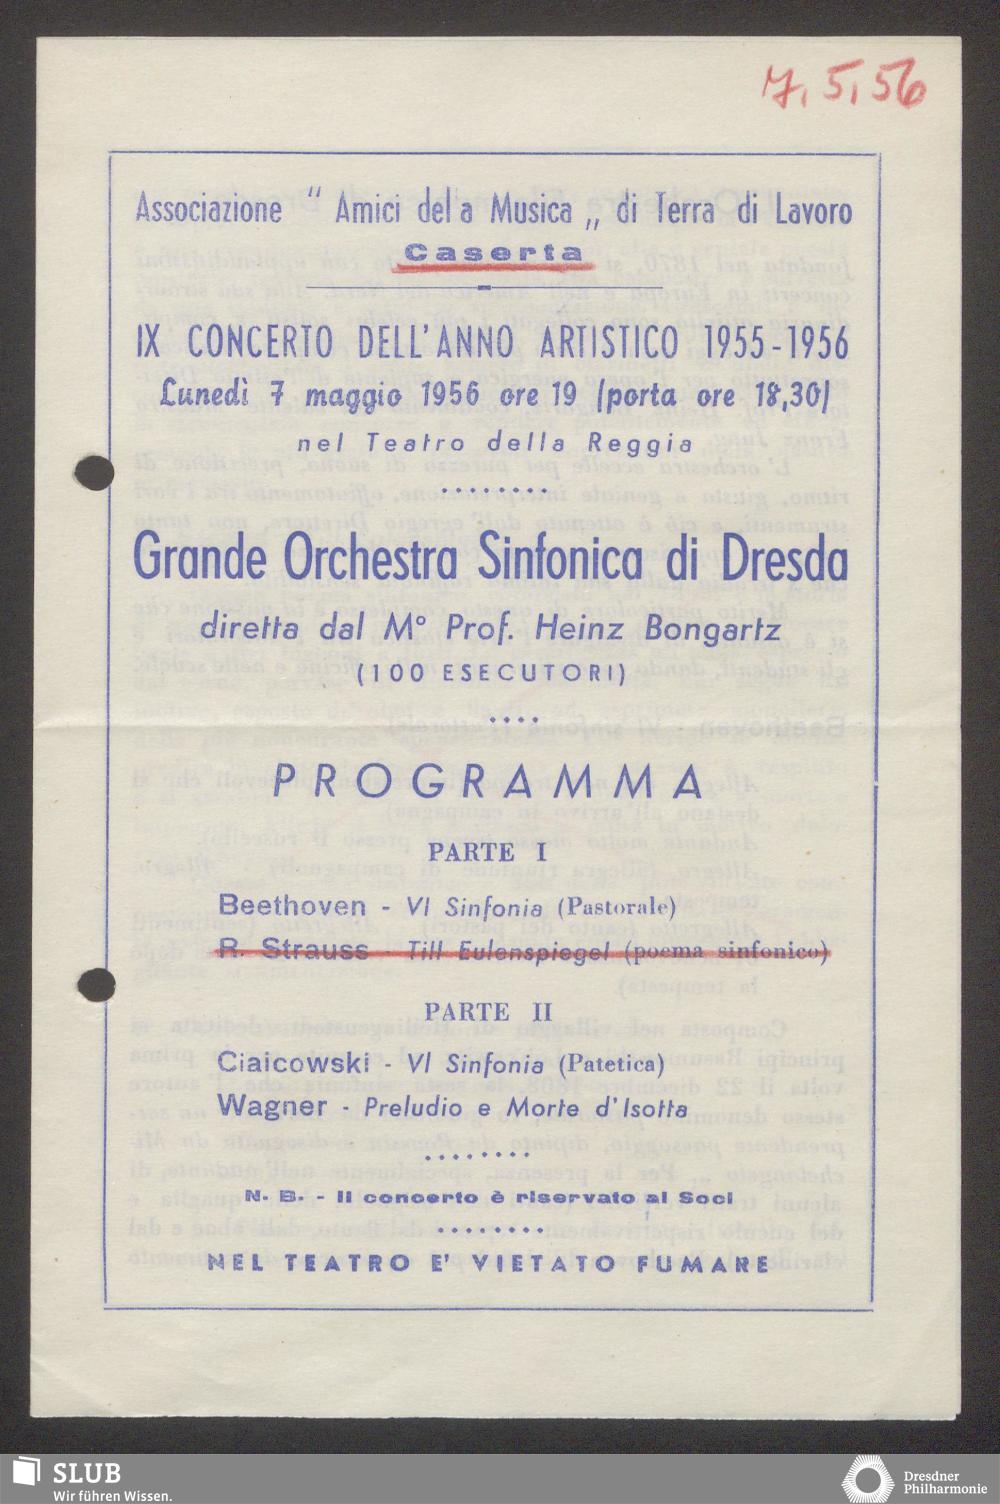 7.5.56
Associazione " Amici del a Musica „ di Terra di Lavoro
Caserta
IX CONCERTO DELL'ANNO ARTISTICO 1955-1956
Lunedì 7 maggio 1956 ore 19 /porta ore 18,30/
nel Teatro della Reggia
Grande Orchestra Sinfonica di Dresda
diretta dal M° Prof. Heinz Bongartz
(100 ESECUTORI)
PROGRAMMA
PARTE I
Beethoven - VI Sinfonia (Pastorale)
R. Strauss - Till Eulenspiegel (poema sinfonico)
PARTE II
Ciaicowski - VI Sinfonia (Patetica)
Wagner - Preludio e Morte d'Isotta
N. B. - Il concerto è riservato ai Soci
NEL TEATRO E' VIETATO FUMARE
SLUB
Wir führen Wissen.
Dresdner
Philharmonie